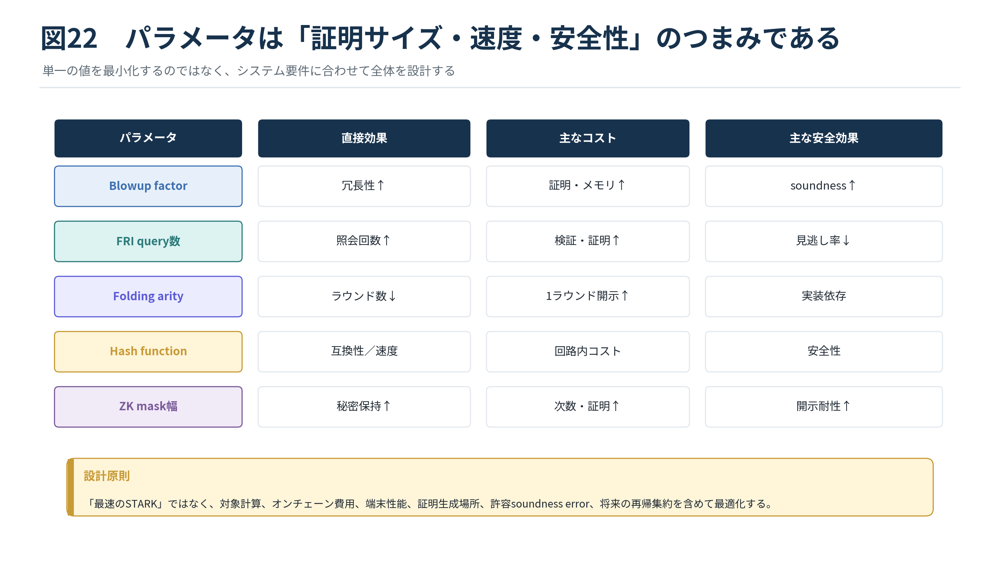 図22　パラメータは「証明サイズ・速度・安全性」のつまみである
単一の値を最小化するのではなく、システム要件に合わせて全体を設計する
パラメータ
直接効果
主なコスト
主な安全効果
Blowup factor
冗長性↑
証明・メモリ↑
soundness↑
FRI query数
照会回数↑
検証・証明↑
見逃し率↓
Folding arity
ラウンド数↓
1ラウンド開示↑
実装依存
Hash function
互換性／速度
回路内コスト
安全性
ZK mask幅
秘密保持↑
次数・証明↑
開示耐性↑
設計原則
「最速のSTARK」ではなく、対象計算、オンチェーン費用、端末性能、証明生成場所、許容soundness error、将来の再帰集約を含めて最適化する。